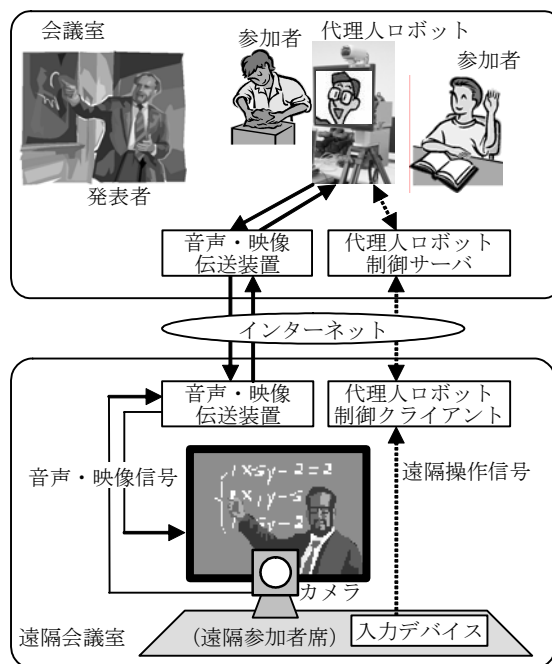 会議室
参加者
代理人ロボット
参加者
発表者
音声・映像
伝送装置
代理人ロボット
制御サーバ
インターネット
音声・映像
伝送装置
代理人ロボット
制御クライアント
音声・映像信号
遠隔操作信号
カメラ
遠隔会議室
(遠隔参加者席)
入力デバイス